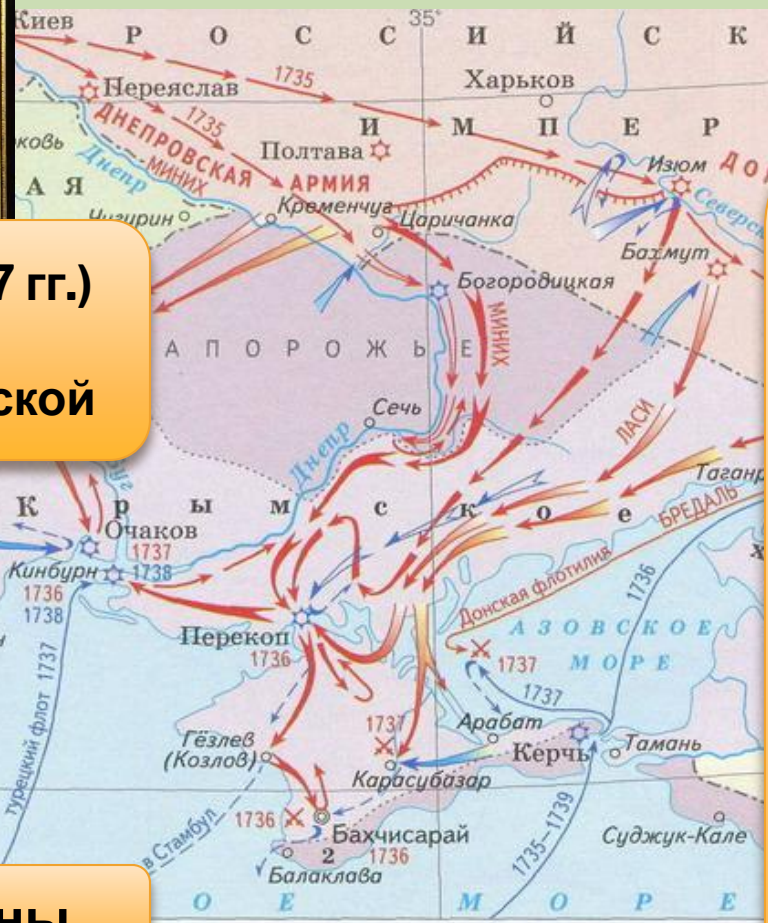 Киев
35°
Р О С С И Й С К
1735
Переяслав
Харьков
1735
ДНЕПРОВСКАЯ
МИНИХ
АРМИЯ
И М П Е Р
Полтава
Днепр
А Я
Изюм
Чигирин
Кременчуг
Царичанка
Бахмут
Богородицкая
7 гг.)
ской
МИНИХ
А П О Р О Ж Ь Е
Сечь
ЛАСИ
Днепр
К р ы м с к о е
БРЕДАЛЬ
Очаков
1737
1738
Кинбурн
1736
1738
Донская флотилия
1736
Перекоп
1736
АЗОВСКОЕ
МОРЕ
1737
1737
турецкий флот 1737
1737
Арабат
Гёзлев
(Козлов)
Керчь
Тамань
Карасубазар
1736
Бахчисарай
2
1736
1735–1739
Суджук-Кале
в Стамбул
Балаклава
О Е М О Р Е